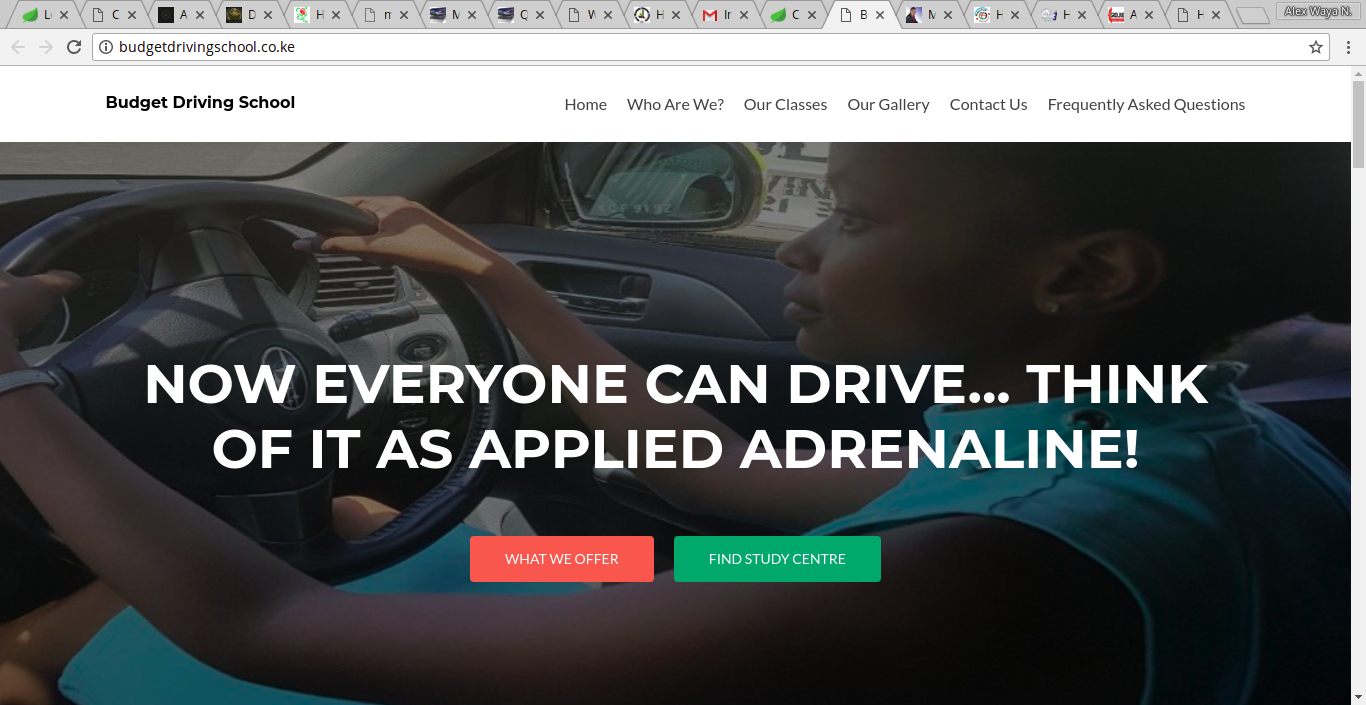 L
C
A
D
H
m
M
Q
W
H
In
C
B
M
H
H
A
H
Alex Waya N.
budgetdrivingschool.co.ke
Budget Driving School
Home Who Are We? Our Classes Our Gallery Contact Us Frequently Asked Questions
NOW EVERYONE CAN DRIVE... THINK
OF IT AS APPLIED ADRENALINE!
WHAT WE OFFER FIND STUDY CENTRE